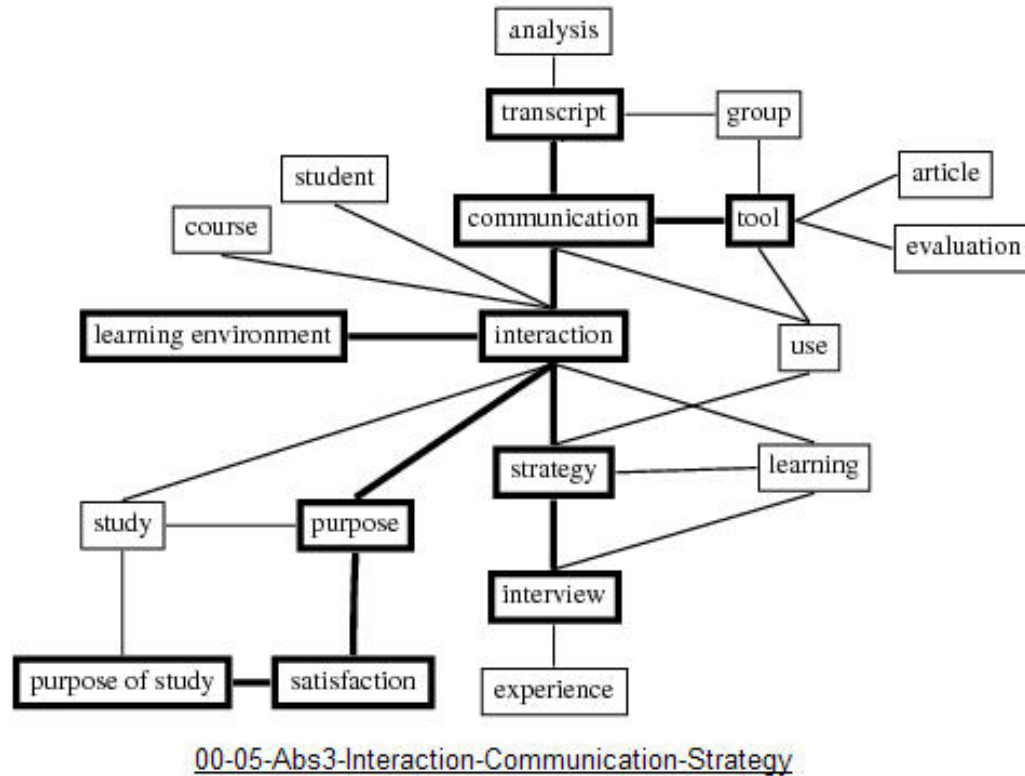 analysis
transcript
group
article
student
communication
tool
course
evaluation
learning environment
interaction
use
strategy
learning
study
purpose
interview
purpose of study
satisfaction
experience
00-05-Abs3-Interaction-Communication-Strategy